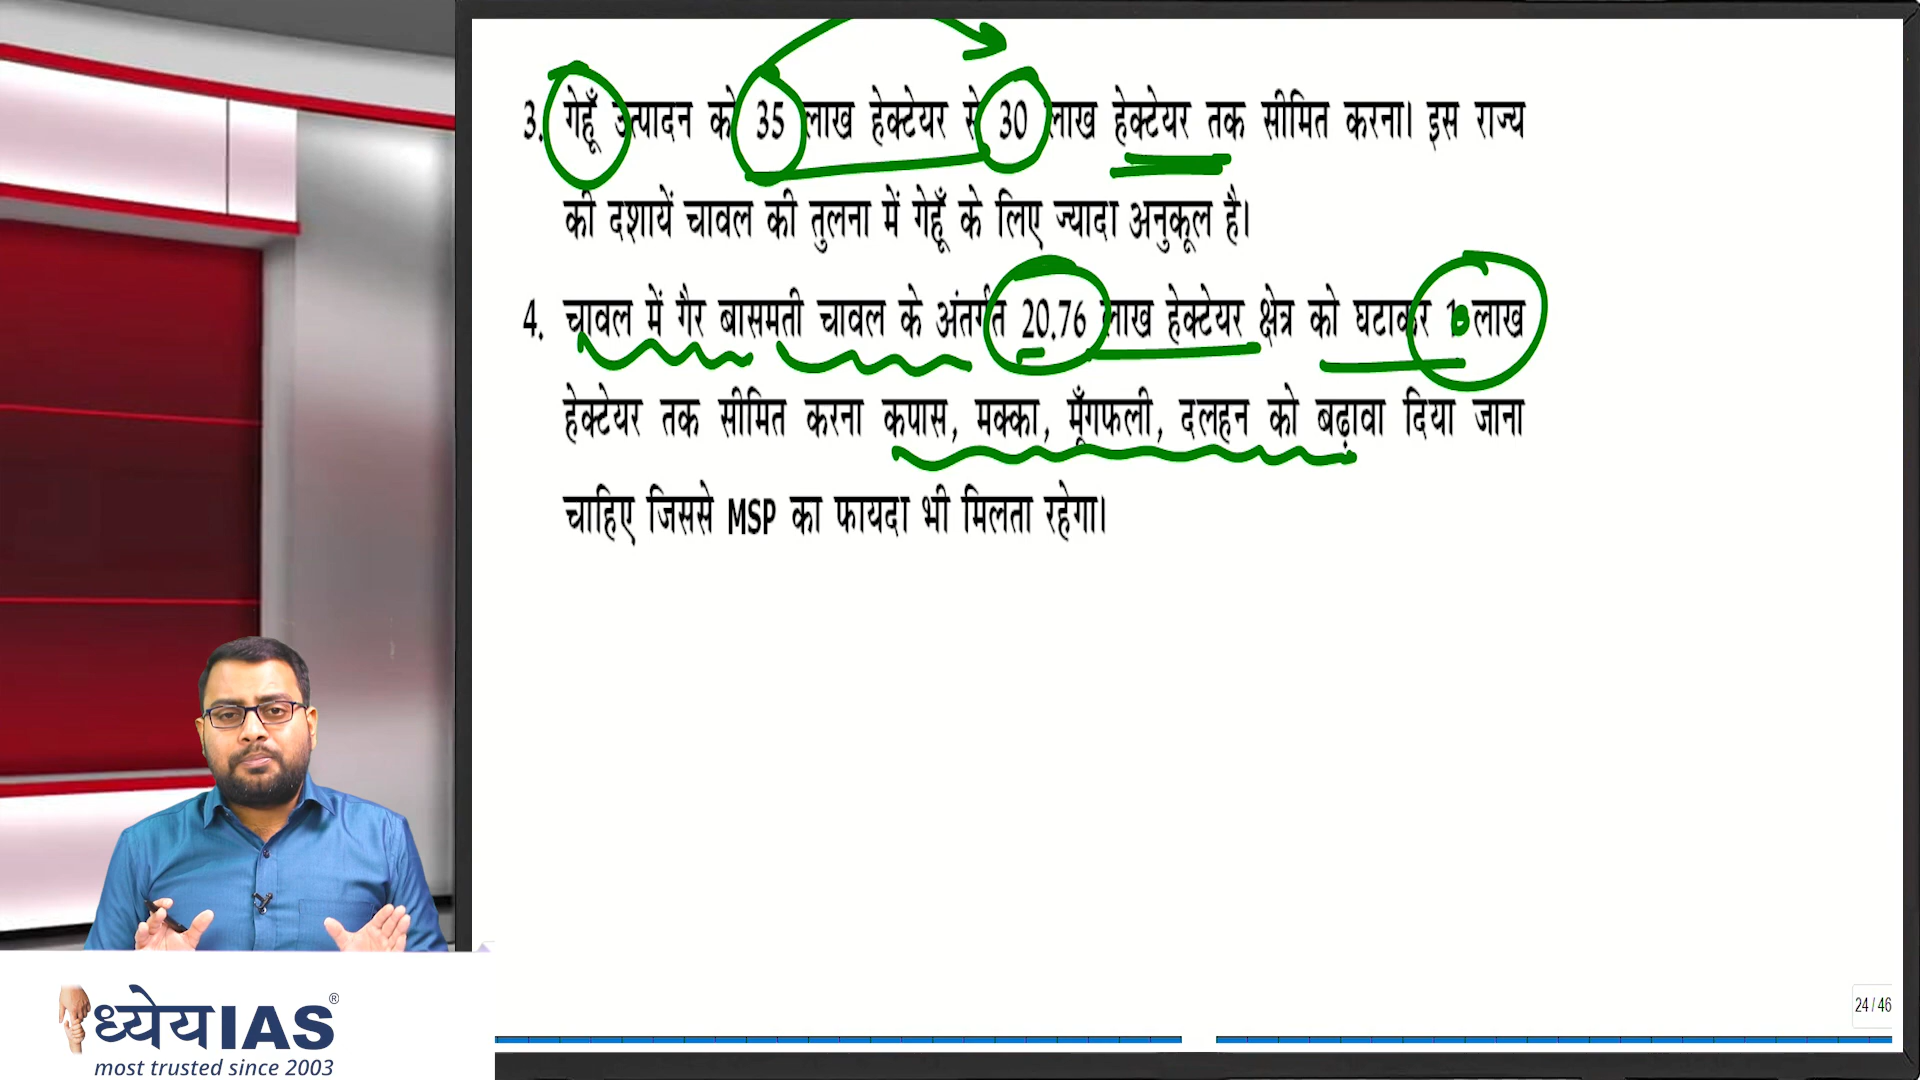 3. गेहूँ उत्पादन को 35 लाख हेक्टेयर से 30 लाख हेक्टेयर तक सीमित करना। इस राज्य
की दशायें चावल की तुलना में गेहूँ के लिए ज्यादा अनुकूल है।
4. चावल में गैर बासमती चावल के अंतर्गत 20.76 लाख हेक्टेयर क्षेत्र को घटाकर 10 लाख
हेक्टेयर तक सीमित करना कपास, मक्का, मूँगफली, दलहन को बढ़ावा दिया जाना
चाहिए जिससे MSP का फायदा भी मिलता रहेगा।
24 / 46
ध्येय IAS ®
most trusted since 2003